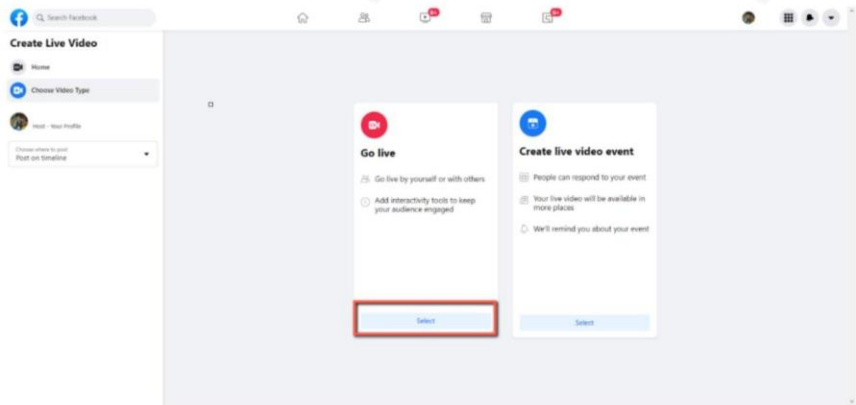 Search Facebook
9+
9+
Create Live Video
Home
Choose Video Type
Host - Your Profile
Choose where to post
Post on timeline
Go live
Go live by yourself or with others
Add interactivity tools to keep
your audience engaged
Select
Create live video event
People can respond to your event
Your live video will be available in
more places
We'll remind you about your event
Select